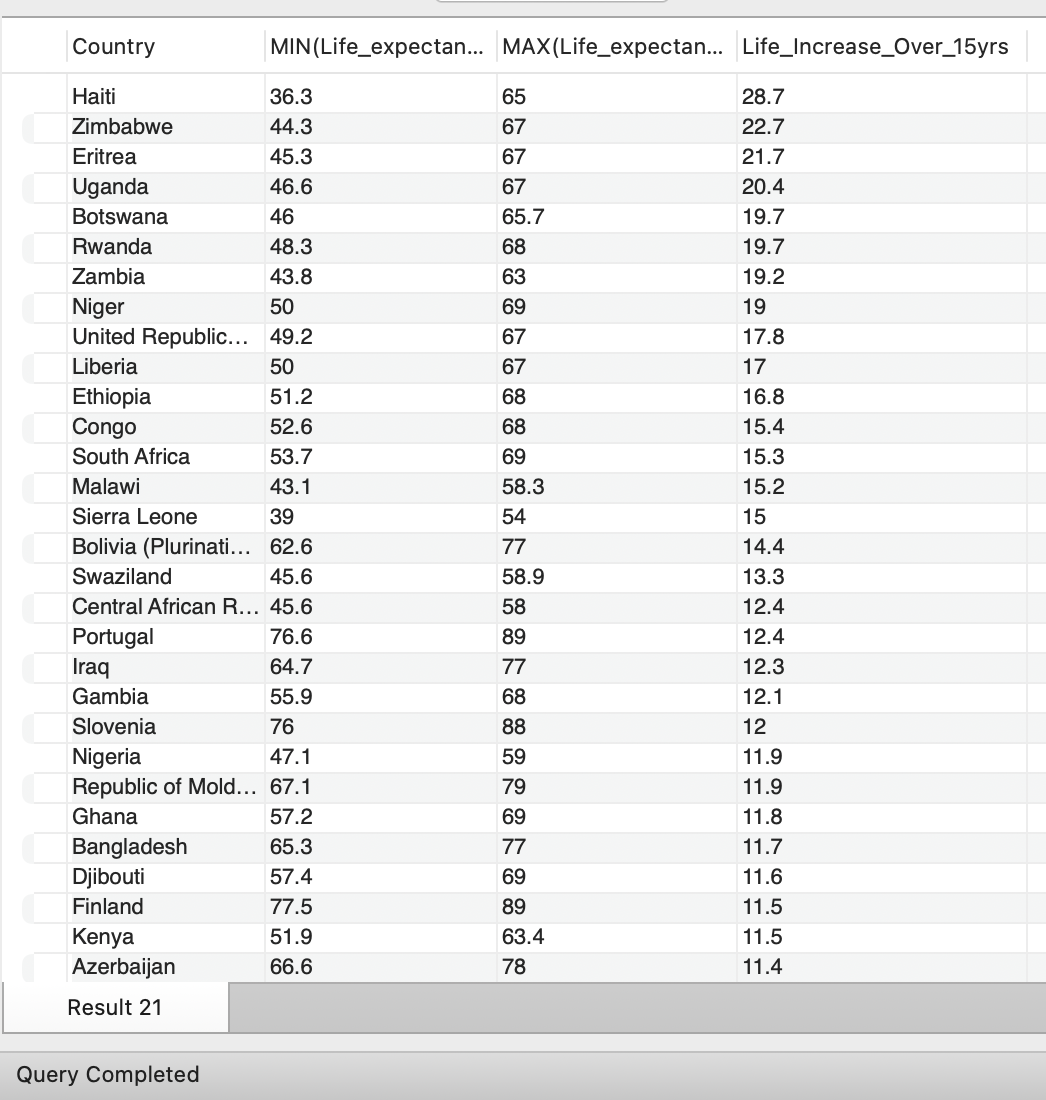 Country MIN(Life_expectan... MAX(Life_expectan... Life_Increase_Over_15yrs
Haiti 36.3 65 28.7
Zimbabwe 44.3 67 22.7
Eritrea 45.3 67 21.7
Uganda 46.6 67 20.4
Botswana 46 65.7 19.7
Rwanda 48.3 68 19.7
Zambia 43.8 63 19.2
Niger 50 69 19
United Republic... 49.2 67 17.8
Liberia 50 67 17
Ethiopia 51.2 68 16.8
Congo 52.6 68 15.4
South Africa 53.7 69 15.3
Malawi 43.1 58.3 15.2
Sierra Leone 39 54 15
Bolivia (Plurinati... 62.6 77 14.4
Swaziland 45.6 58.9 13.3
Central African R... 45.6 58 12.4
Portugal 76.6 89 12.4
Iraq 64.7 77 12.3
Gambia 55.9 68 12.1
Slovenia 76 88 12
Nigeria 47.1 59 11.9
Republic of Mold... 67.1 79 11.9
Ghana 57.2 69 11.8
Bangladesh 65.3 77 11.7
Djibouti 57.4 69 11.6
Finland 77.5 89 11.5
Kenya 51.9 63.4 11.5
Azerbaijan 66.6 78 11.4
Result 21
Query Completed